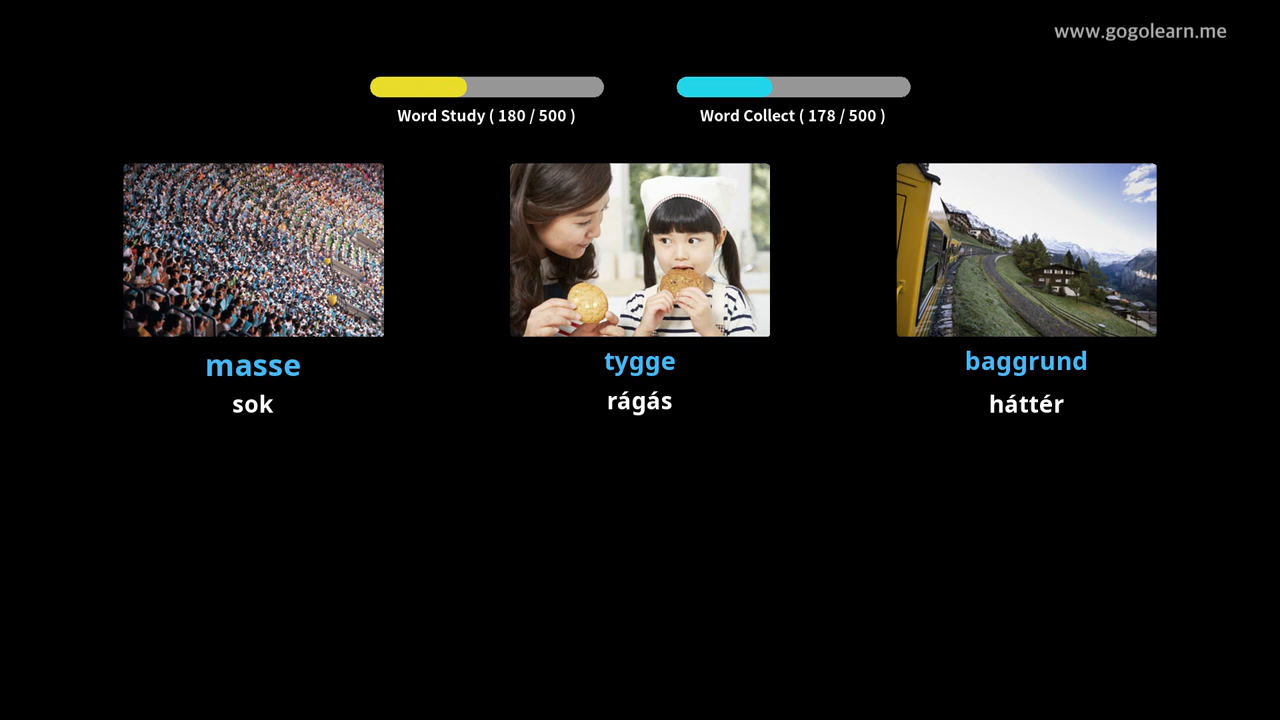 www.gogolearn.me
Word Study ( 180 / 500 )
Word Collect ( 178 / 500 )
masse
tygge
baggrund
sok
rágás
háttér